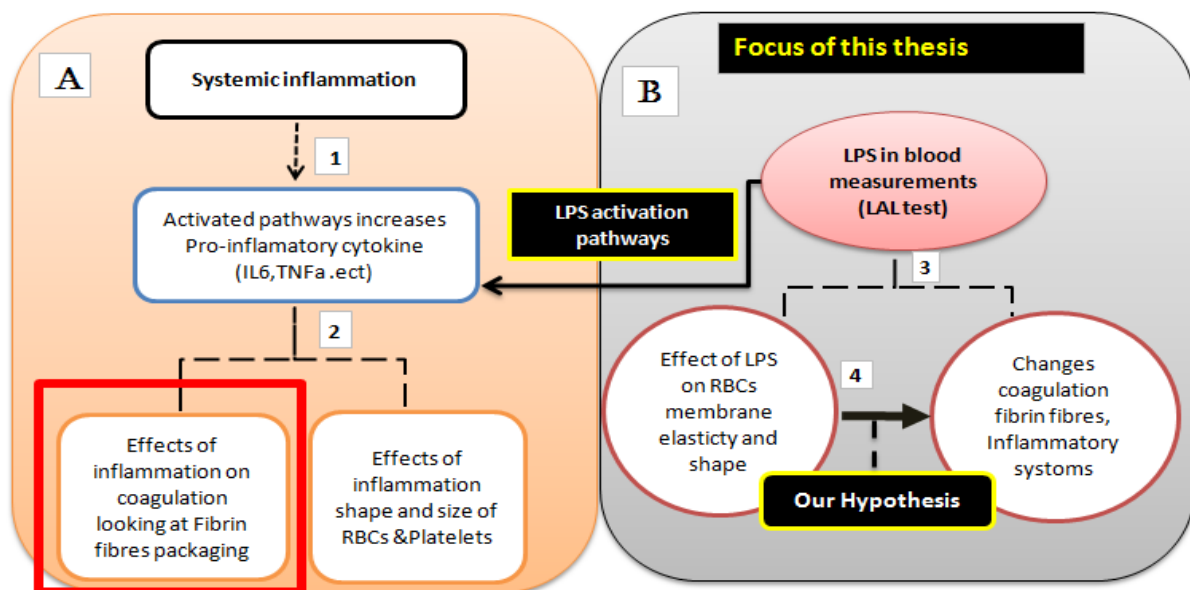 A
Systemic inflammation
1
Activated pathways increases
Pro-inflamatory cytokine
(IL6,TNFa .ect)
2
Effects of
inflammation on
coagulation
looking at Fibrin
fibres packaging
Effects of
inflammation
shape and size of
RBCs &Platelets
LPS activation
pathways
Focus of this thesis
B
LPS in blood
measurements
(LAL test)
3
Effect of LPS
on RBCs
membrane
elasticty and
shape
4
Changes
coagulation
fibrin fibres,
Inflammatory
systoms
Our Hypothesis